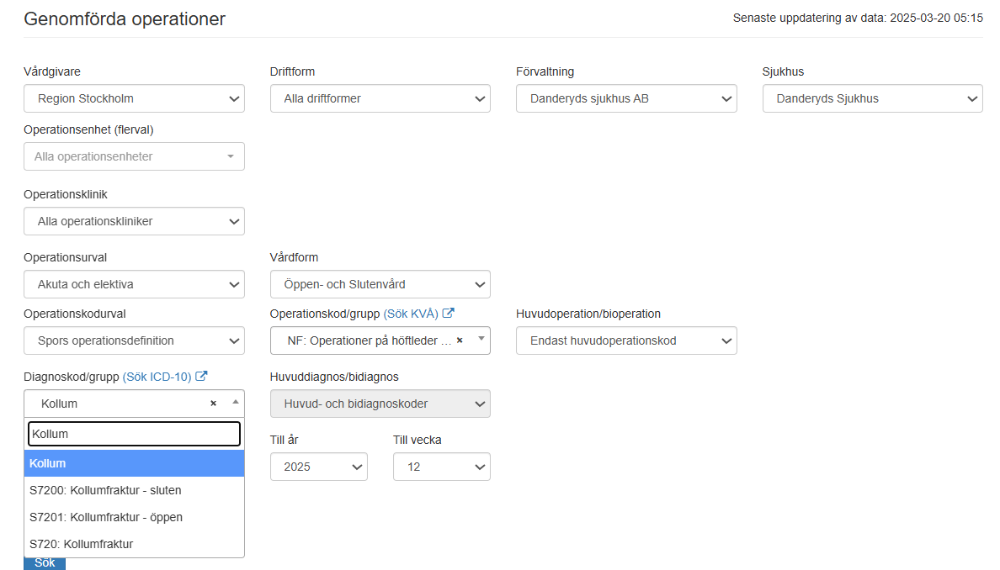 Genomförda operationer
Senaste uppdatering av data: 2025-03-20 05:15
Vårdgivare
Driftform
Förvaltning
Sjukhus
Region Stockholm
Alla driftformer
Danderyds sjukhus AB
Danderyds Sjukhus
Operationsenhet (flerval)
Alla operationsenheter
Operationsklinik
Alla operationskliniker
Operationsurval
Vårdform
Akuta och elektiva
Öppen- och Slutenvård
Operationskodurval
Operationskod/grupp (Sök KVÅ)
Huvudoperation/bioperation
Spors operationsdefinition
NF: Operationer på höftleder ... ×
Endast huvudoperationskod
Diagnoskod/grupp (Sök ICD-10)
Huvuddiagnos/bidiagnos
Kollum ×
Huvud- och bidiagnoskoder
Kollum
Till år
Till vecka
Kollum
2025
12
S7200: Kollumfraktur - sluten
S7201: Kollumfraktur - öppen
S720: Kollumfraktur
Sök